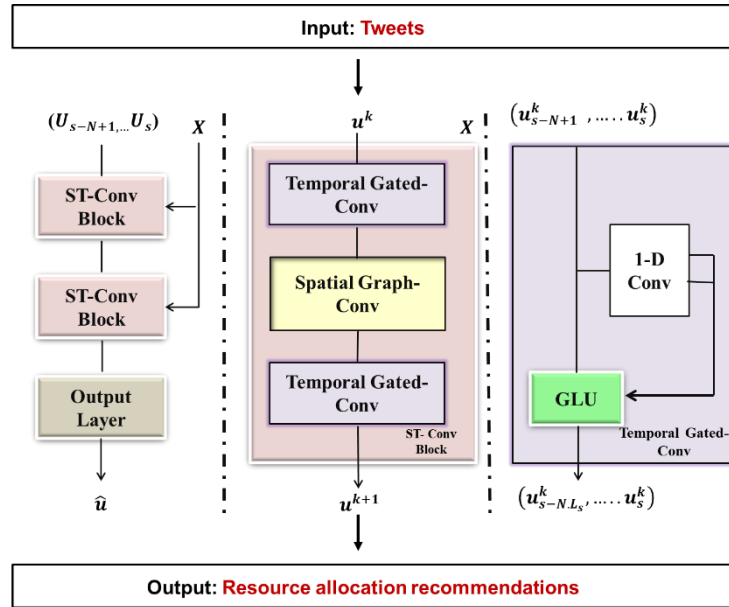 Input: Tweets
(U_{s-N+1,...}U_s)
X
ST-Conv
Block
ST-Conv
Block
Output
Layer
û
u^k
X
Temporal Gated-
Conv
Spatial Graph-
Conv
Temporal Gated-
Conv
ST- Conv
Block
u^{k+1}
(u^k_{s-N+1} ,..... u^k_s)
1-D
Conv
GLU
Temporal Gated-
Conv
(u^k_{s-N.L_s},..... u^k_s)
Output: Resource allocation recommendations